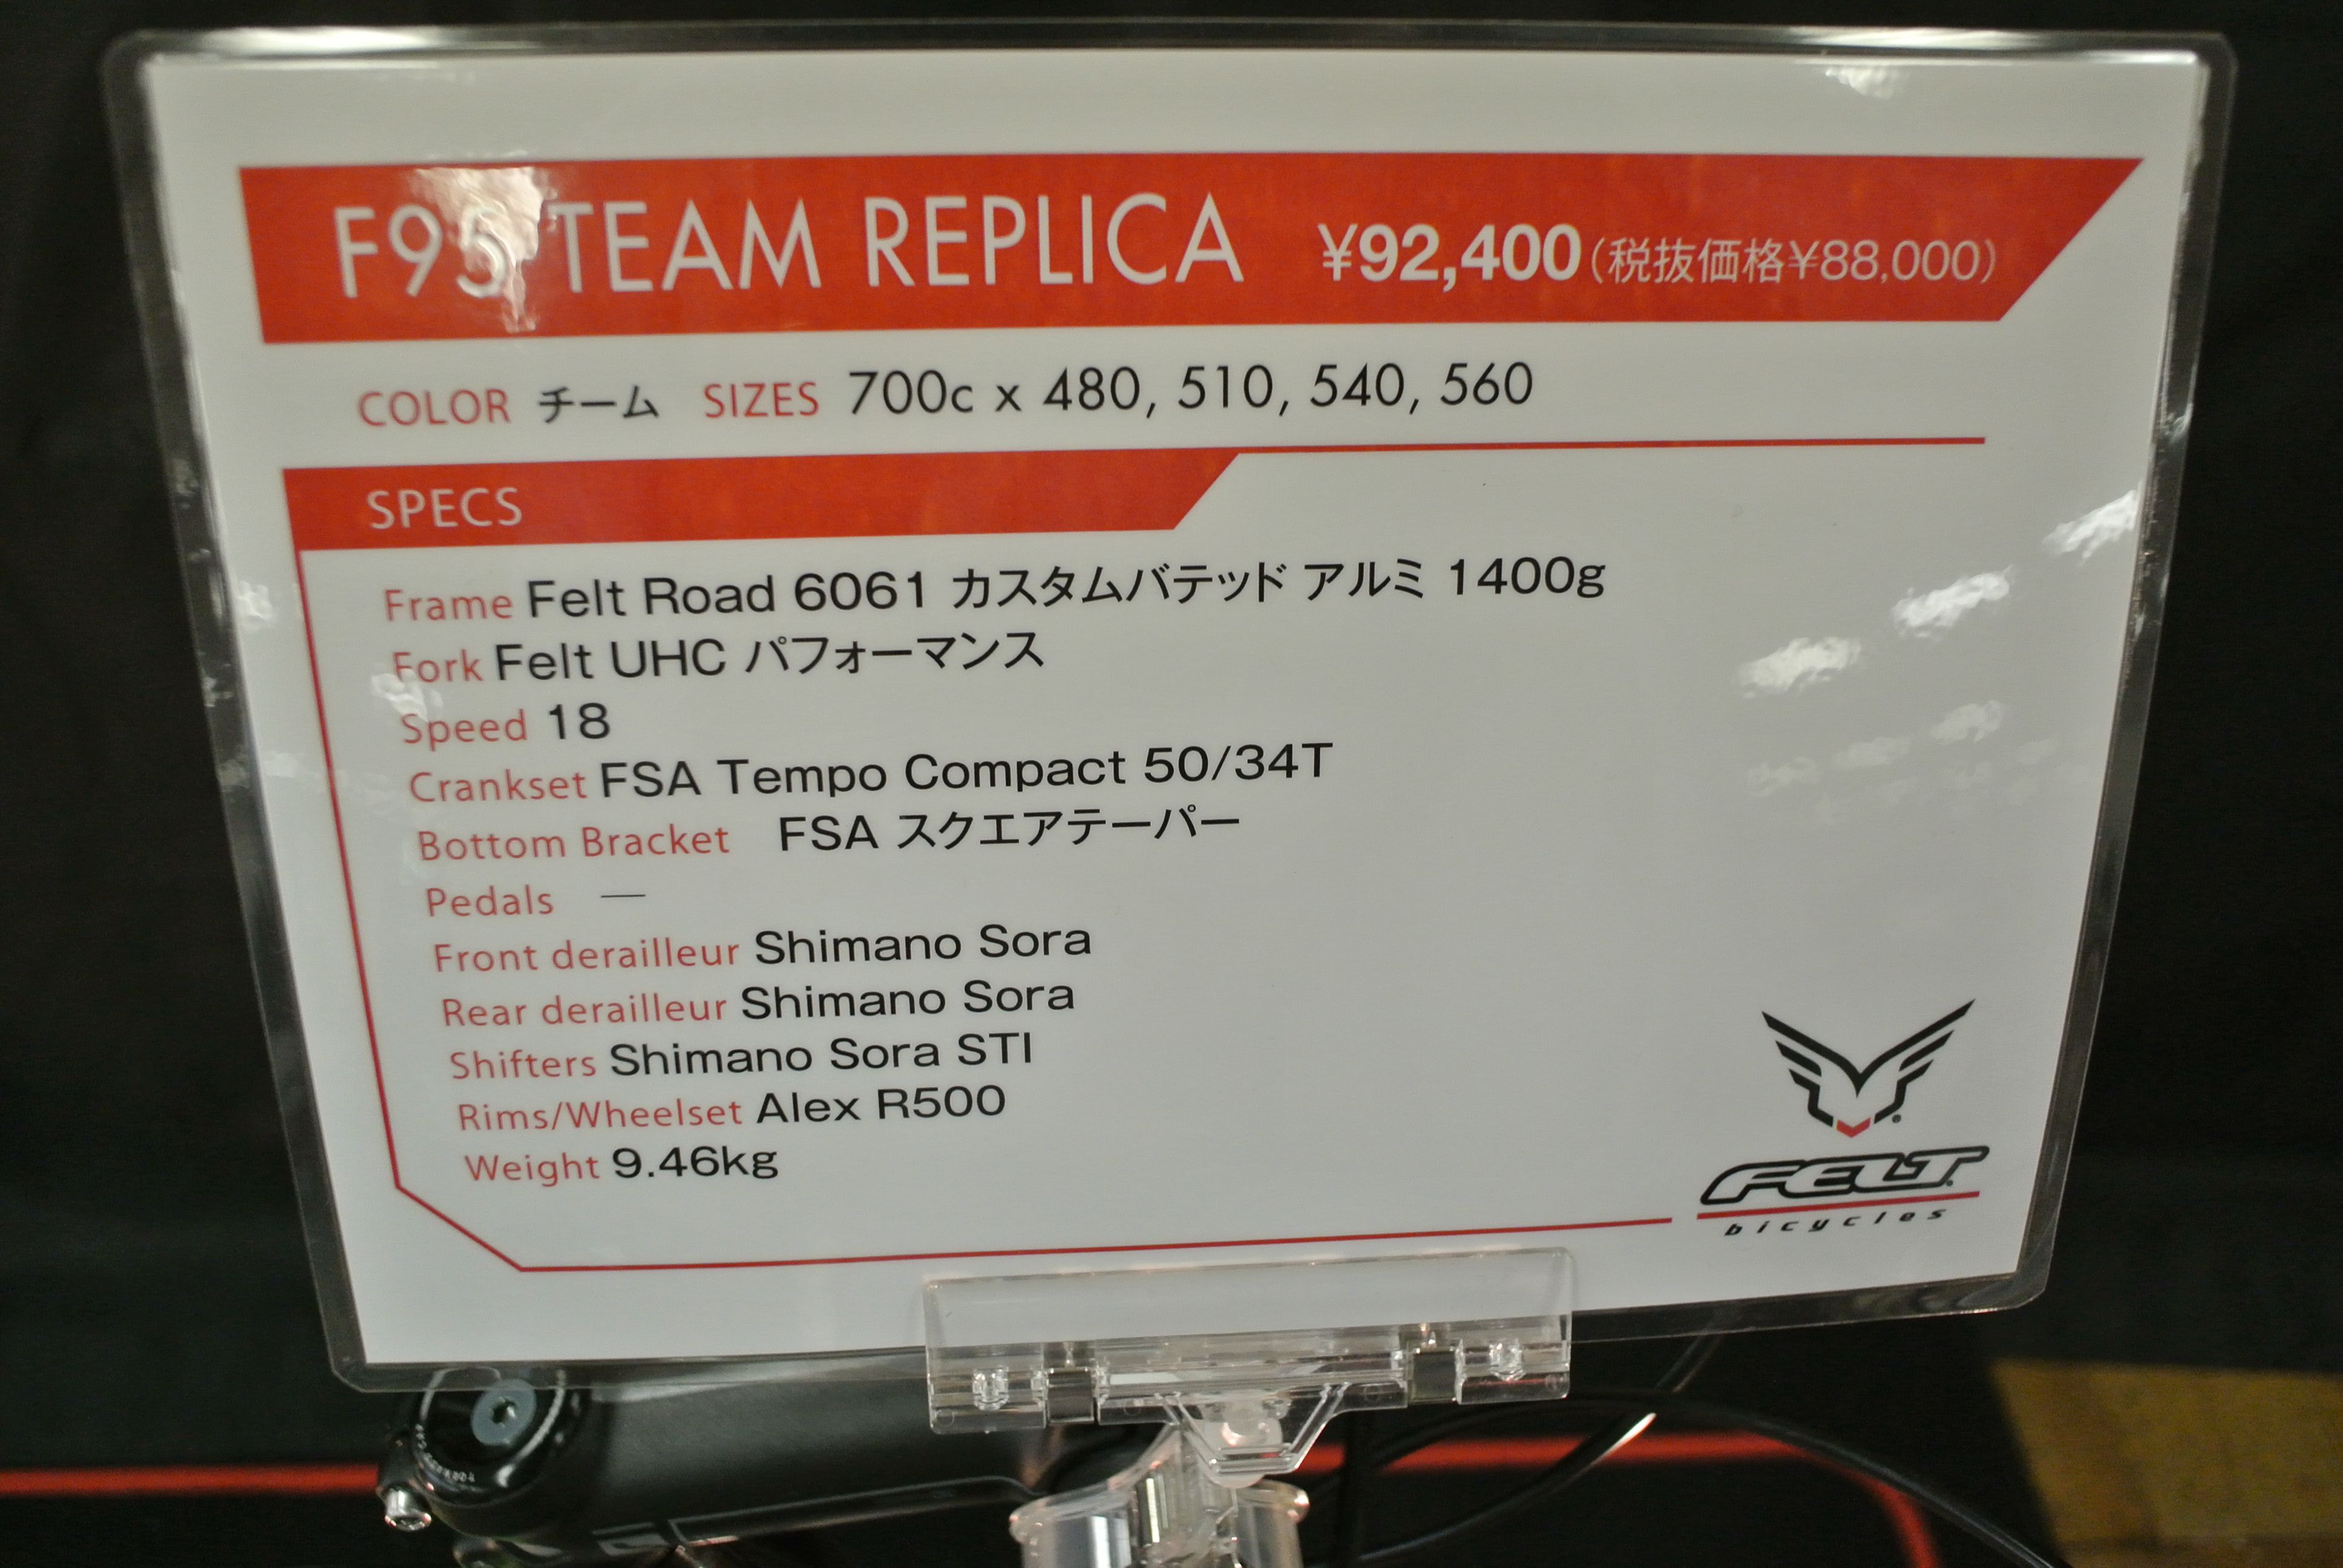 F95 TEAM REPLICA ¥92,400(税抜価格¥88,000)
COLOR チーム SIZES 700c x 480, 510, 540, 560
SPECS
Frame Felt Road 6061 カスタムバテッド アルミ 1400g
Fork Felt UHC パフォーマンス
Speed 18
Crankset FSA Tempo Compact 50/34T
Bottom Bracket FSA スクエアテーパー
Pedals —
Front derailleur Shimano Sora
Rear derailleur Shimano Sora
Shifters Shimano Sora STI
Rims/Wheelset Alex R500
Weight 9.46kg
FELT
bicycles